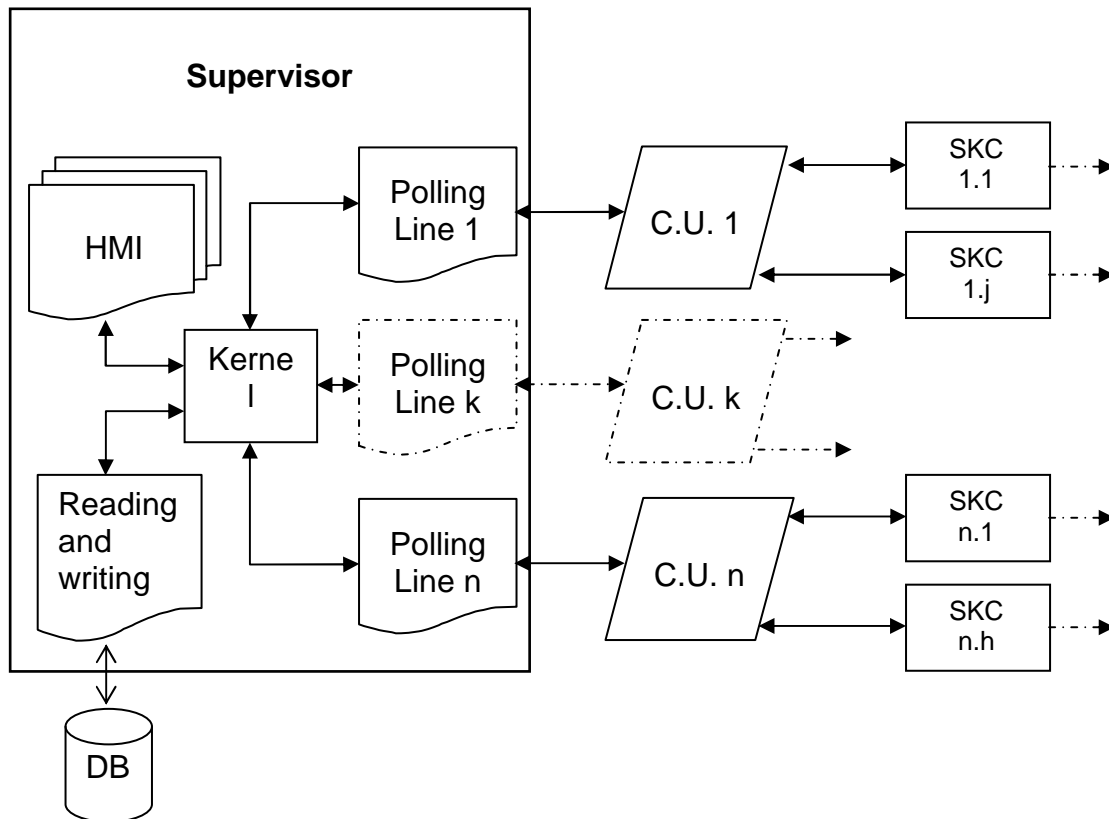 Supervisor
HMI
Polling
Line 1
C.U. 1
SKC
1.1
SKC
1.j
Kerne
l
Polling
Line k
C.U. k
Reading
and
writing
Polling
Line n
C.U. n
SKC
n.1
SKC
n.h
DB